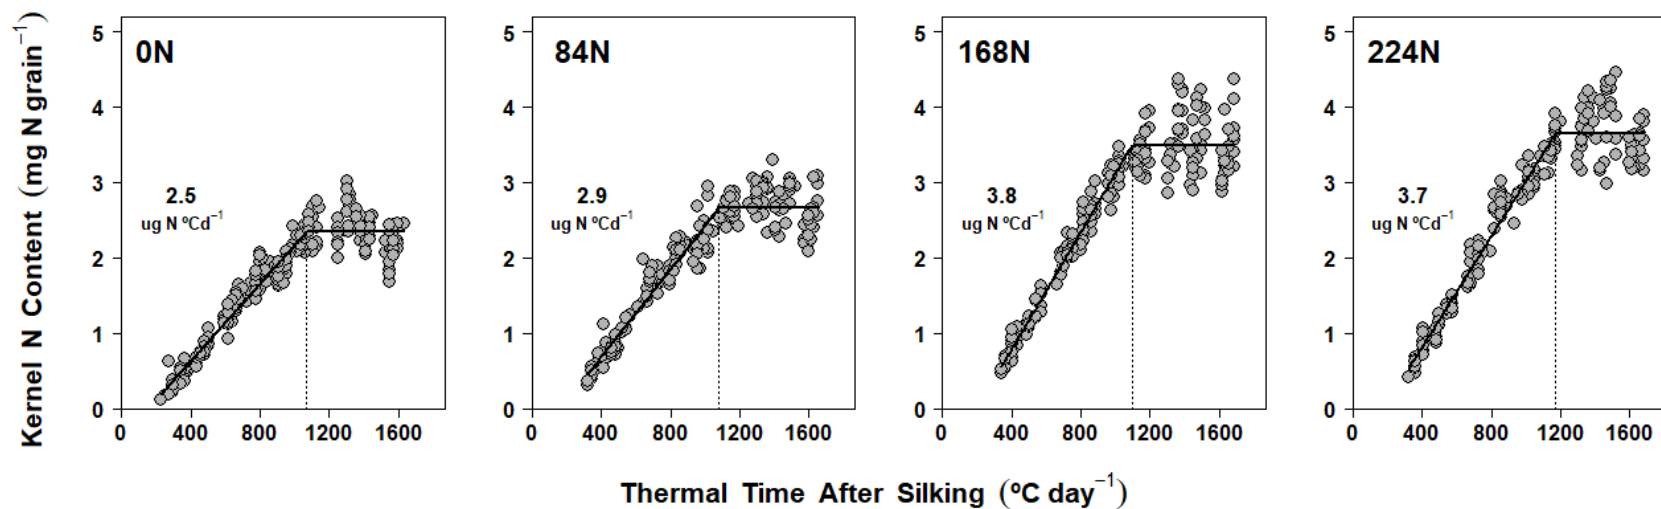 Kernel N Content (mg N grain⁻¹)
0N
5
4
3
2
1
0
2.5
ug N ºCd⁻¹
0 400 800 1200 1600
84N
5
4
3
2
1
0
2.9
ug N ºCd⁻¹
0 400 800 1200 1600
168N
5
4
3
2
1
0
3.8
ug N ºCd⁻¹
0 400 800 1200 1600
224N
5
4
3
2
1
0
3.7
ug N ºCd⁻¹
0 400 800 1200 1600
Thermal Time After Silking (ºC day⁻¹)